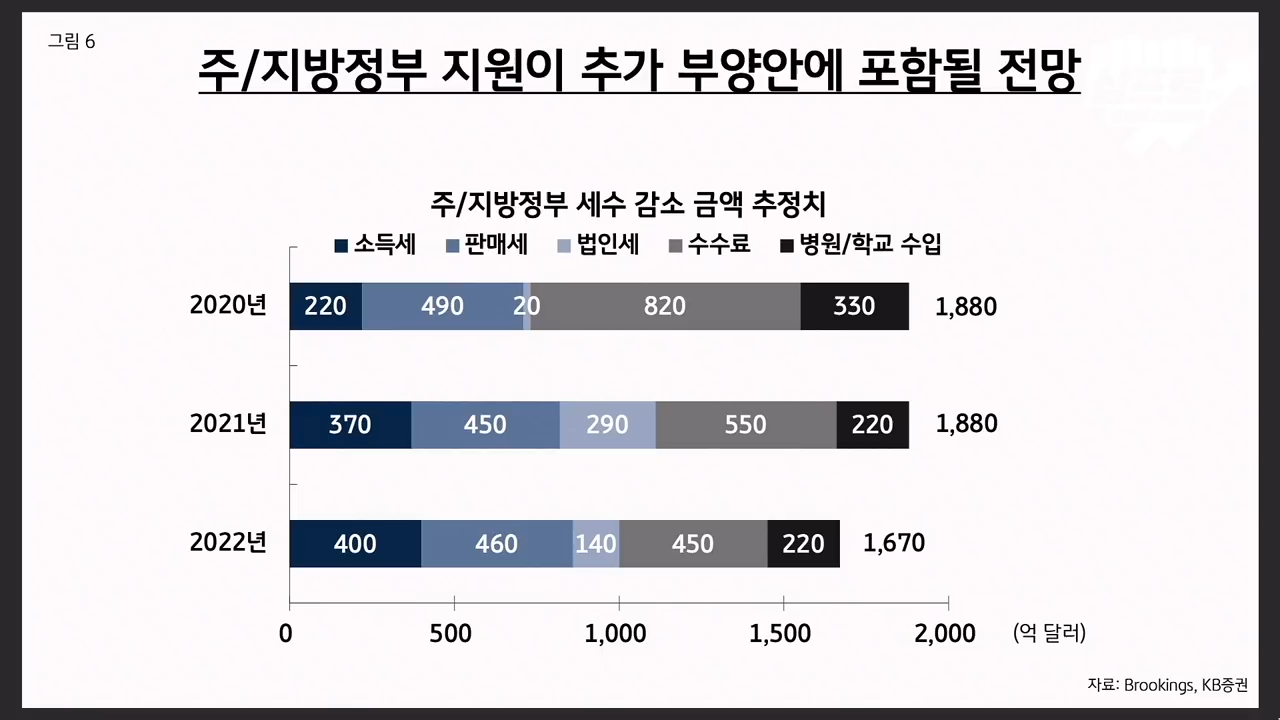 그림 6
주/지방정부 지원이 추가 부양안에 포함될 전망
주/지방정부 세수 감소 금액 추정치
소득세 판매세 법인세 수수료 병원/학교 수입
2020년 220 490 20 820 330 1,880
2021년 370 450 290 550 220 1,880
2022년 400 460 140 450 220 1,670
0 500 1,000 1,500 2,000 (억 달러)
자료: Brookings, KB증권